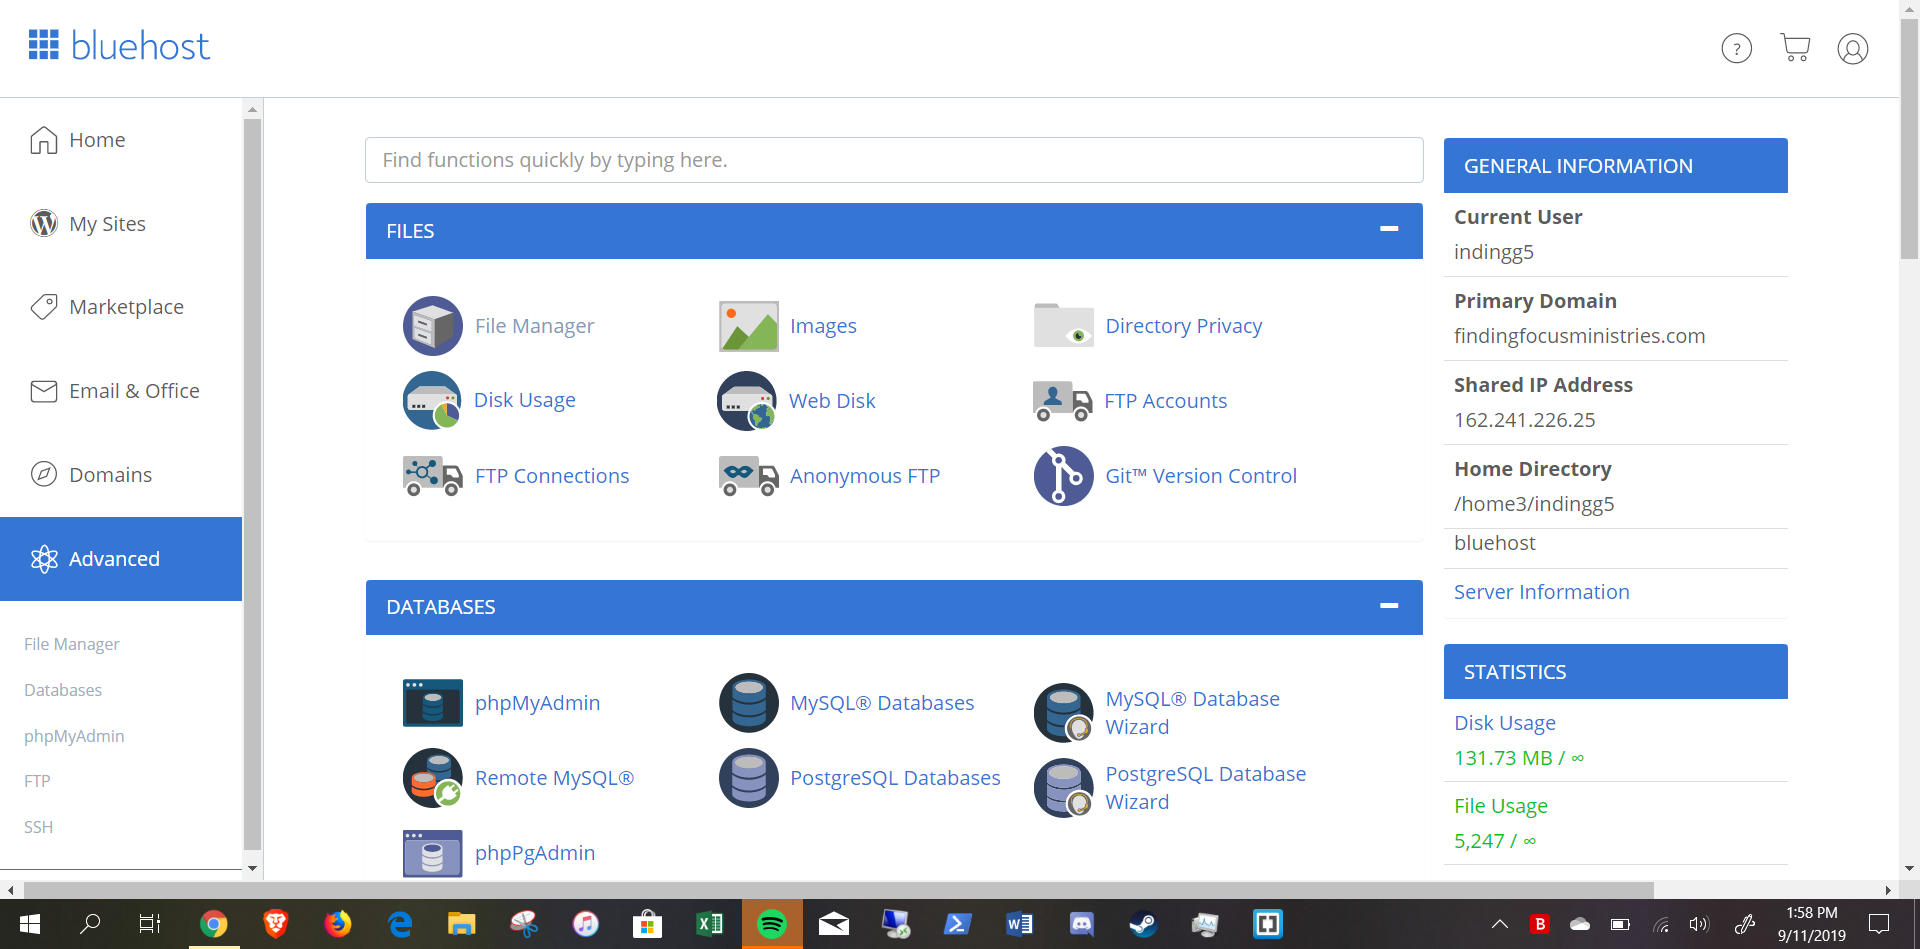 bluehost
?
Home
My Sites
Marketplace
Email & Office
Domains
Advanced
File Manager
Databases
phpMyAdmin
FTP
SSH
Find functions quickly by typing here.
FILES
File Manager
Images
Directory Privacy
Disk Usage
Web Disk
FTP Accounts
FTP Connections
Anonymous FTP
Git™ Version Control
DATABASES
phpMyAdmin
MySQL® Databases
MySQL® Database
Wizard
Remote MySQL®
PostgreSQL Databases
PostgreSQL Database
Wizard
phpPgAdmin
GENERAL INFORMATION
Current User
indingg5
Primary Domain
findingfocusministries.com
Shared IP Address
162.241.226.25
Home Directory
/home3/indingg5
bluehost
Server Information
STATISTICS
Disk Usage
131.73 MB / ∞
File Usage
5,247 / ∞
1:58 PM
9/11/2019